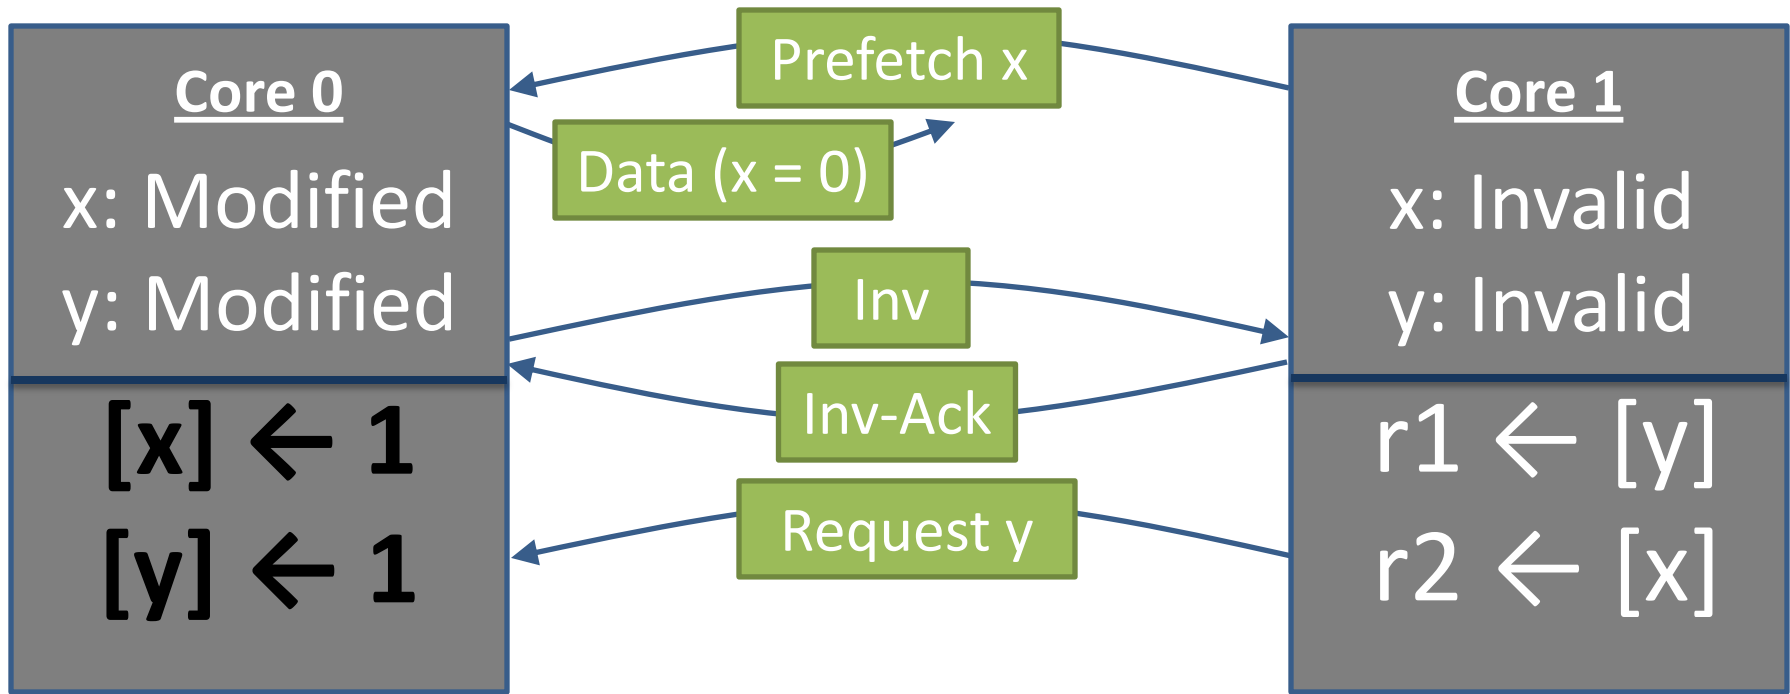 Core 0
x: Modified
y: Modified
[x] ← 1
[y] ← 1
Prefetch x
Data (x = 0)
Inv
Inv-Ack
Request y
Core 1
x: Invalid
y: Invalid
r1 ← [y]
r2 ← [x]